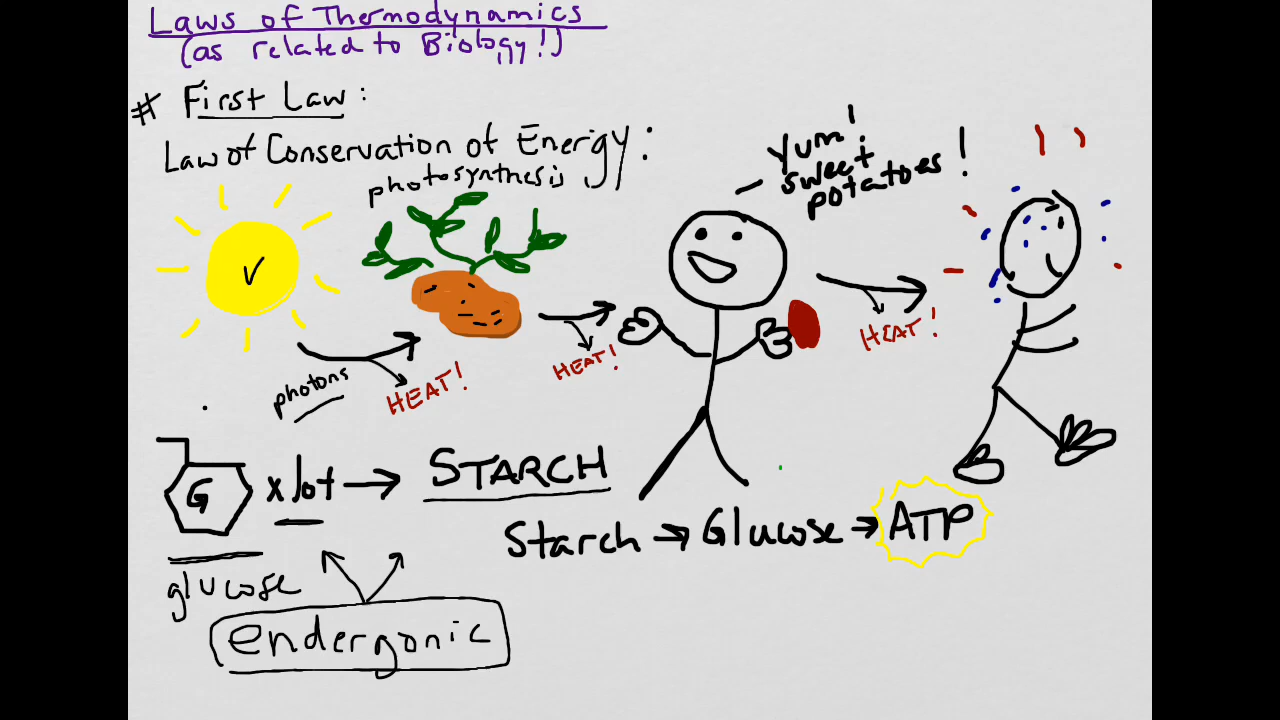 Laws of Thermodynamics
(as related to Biology!)
# First Law:
Law of Conservation of Energy:
photosynthesis
Yum!
sweet
potatoes!
photons
HEAT!
HEAT!
HEAT!
G x lot → STARCH
glucose
Starch → Glucose → ATP
endergonic